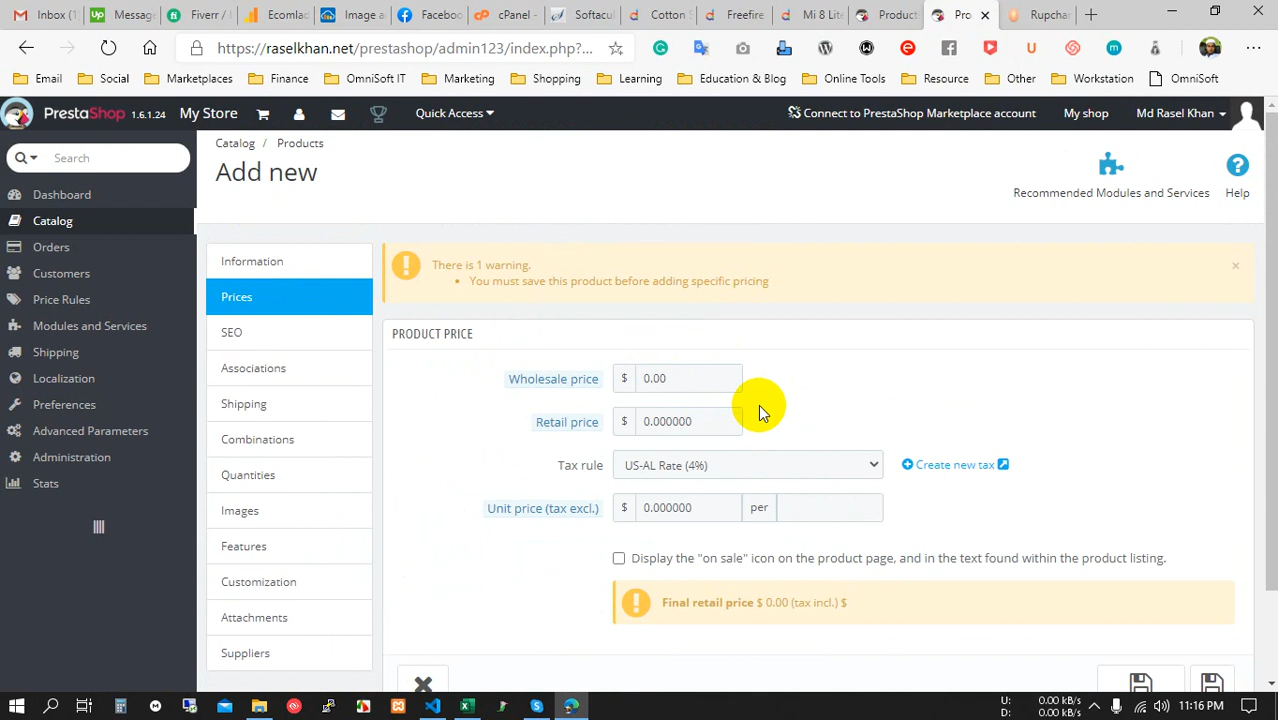 Inbox (1
Message
Fiverr /
Ecomlad
Image a
Faceboo
cPanel -
Softacul
Cotton S
Freefire
Mi 8 Lite
Product
Pro
Rupchar
https://raselkhan.net/prestashop/admin123/index.php?...
Email
Social
Marketplaces
Finance
OmniSoft IT
Marketing
Shopping
Learning
Education & Blog
Online Tools
Resource
Other
Workstation
OmniSoft
PrestaShop 1.6.1.24
My Store
Quick Access
Connect to PrestaShop Marketplace account
My shop
Md Rasel Khan
Search
Catalog / Products
Add new
Recommended Modules and Services
Help
Dashboard
Catalog
Orders
Customers
Price Rules
Modules and Services
Shipping
Localization
Preferences
Advanced Parameters
Administration
Stats
Information
Prices
SEO
Associations
Shipping
Combinations
Quantities
Images
Features
Customization
Attachments
Suppliers
There is 1 warning.
• You must save this product before adding specific pricing
PRODUCT PRICE
Wholesale price $ 0.00
Retail price $ 0.000000
Tax rule US-AL Rate (4%) Create new tax
Unit price (tax excl.) $ 0.000000 per
Display the "on sale" icon on the product page, and in the text found within the product listing.
Final retail price $ 0.00 (tax incl.) $
U: 0.00 kB/s
D: 0.00 kB/s
11:16 PM